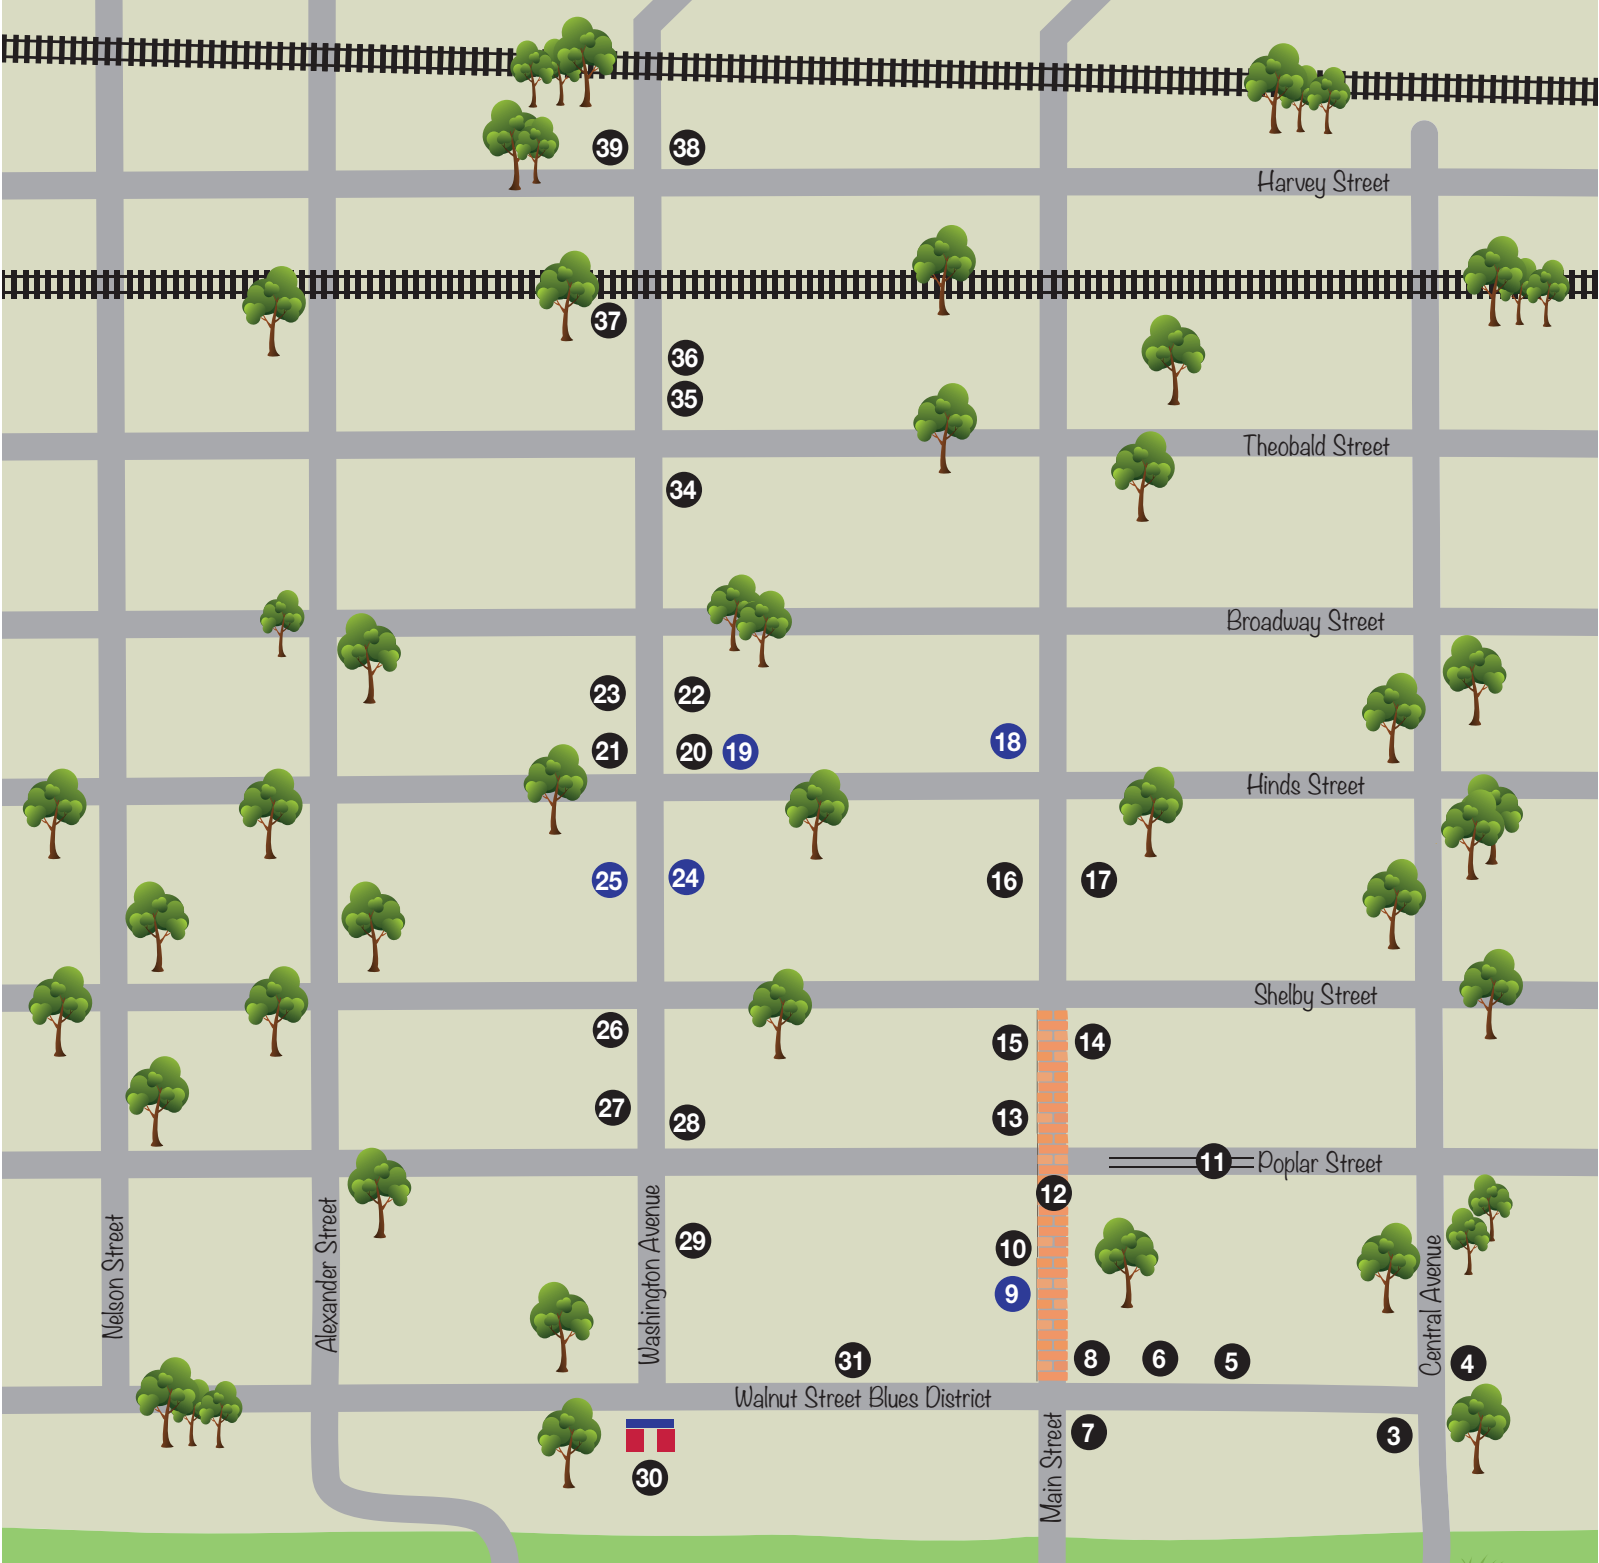 39
38
Harvey Street
37
36
35
Theobald Street
34
Broadway Street
23
22
21
20
19
18
Hinds Street
25
24
16
17
Shelby Street
26
15
14
27
28
13
11
Poplar Street
12
Nelson Street
Alexander Street
Washington Avenue
29
10
9
Central Avenue
31
8
6
5
4
Walnut Street Blues District
Main Street
7
3
30